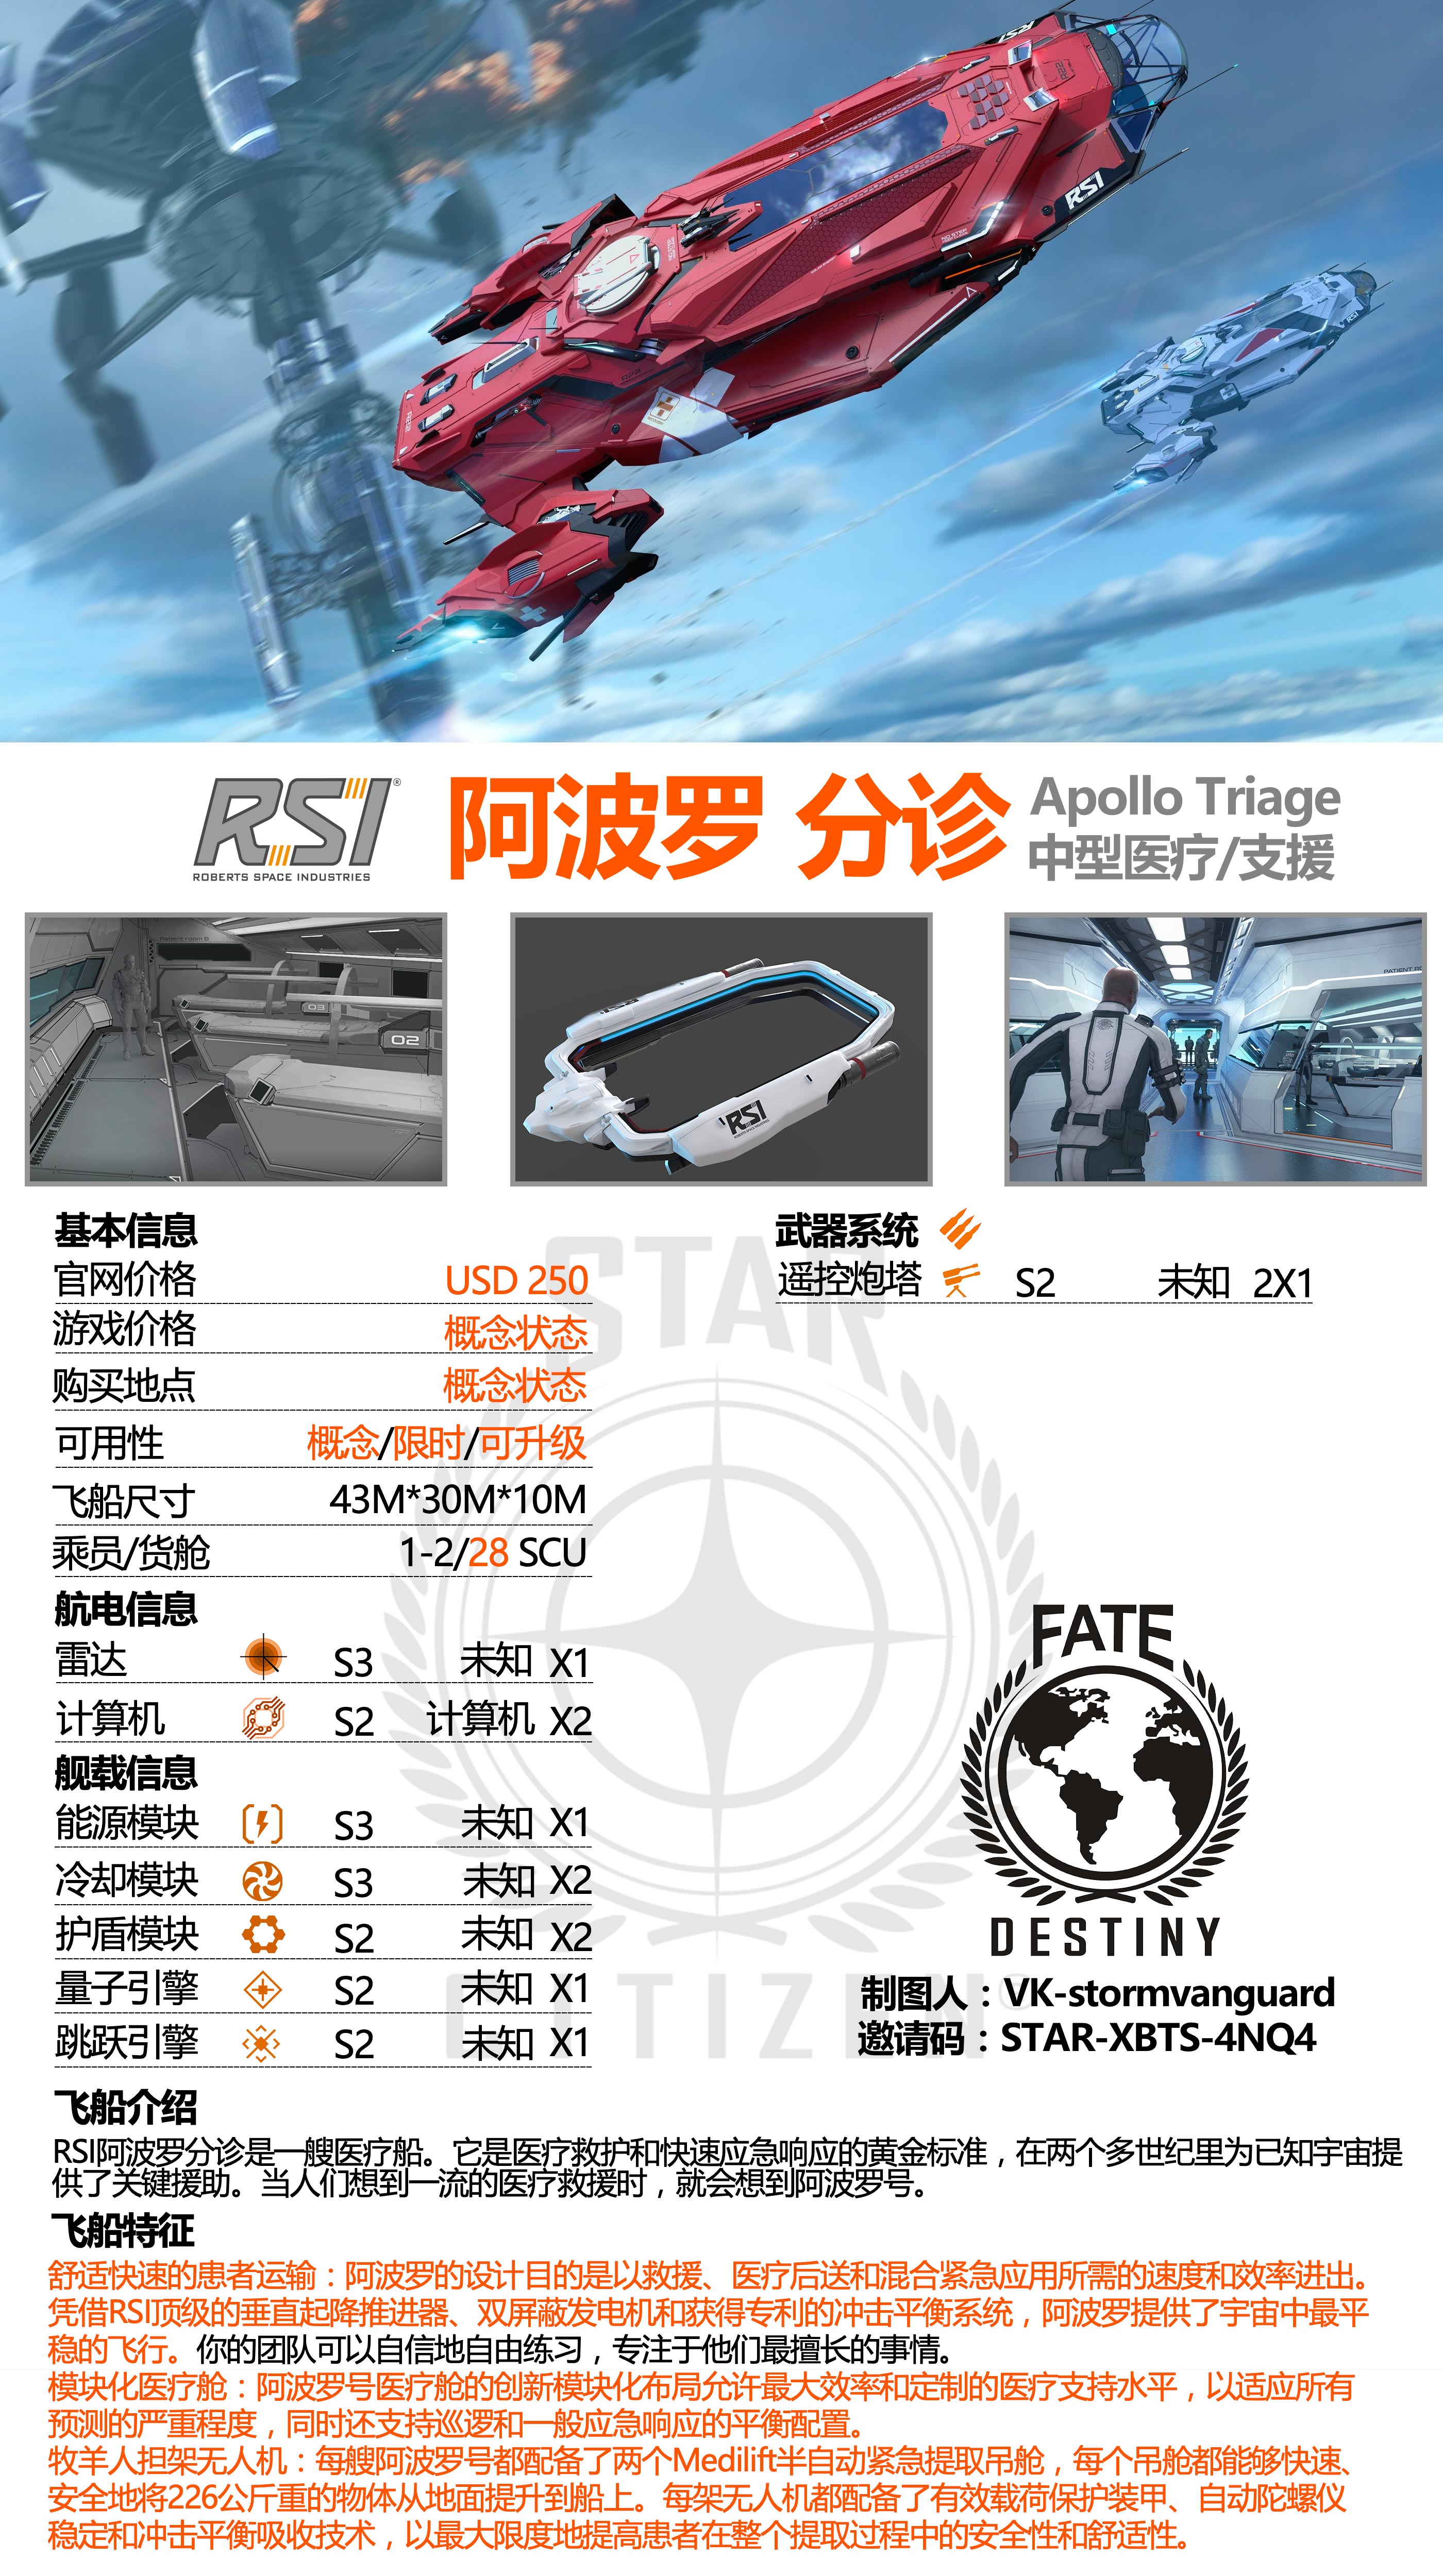 RSI
RSI
RSI
ROBERTS SPACE INDUSTRIES
阿波罗 分诊
Apollo Triage
中型医疗/支援
03
02
RSI
基本信息
官网价格 USD 250
游戏价格 概念状态
购买地点 概念状态
可用性 概念/限时/可升级
飞船尺寸 43M*30M*10M
乘员/货舱 1-2/28 SCU
航电信息
雷达 S3 未知 X1
计算机 S2 计算机 X2
舰载信息
能源模块 S3 未知 X1
冷却模块 S3 未知 X2
护盾模块 S2 未知 X2
量子引擎 S2 未知 X1
跳跃引擎 S2 未知 X1
武器系统
遥控炮塔 S2 未知 2X1
STAR
CITIZEN
FATE
DESTINY
制图人：VK-stormvanguard
邀请码：STAR-XBTS-4NQ4
飞船介绍
RSI阿波罗分诊是一艘医疗船。它是医疗救护和快速应急响应的黄金标准，在两个多世纪里为已知宇宙提
供了关键援助。当人们想到一流的医疗救援时，就会想到阿波罗号。
飞船特征
舒适快速的患者运输：阿波罗的设计目的是以救援、医疗后送和混合紧急应用所需的速度和效率进出。
凭借RSI顶级的垂直起降推进器、双屏蔽发电机和获得专利的冲击平衡系统，阿波罗提供了宇宙中最平
稳的飞行。你的团队可以自信地自由练习，专注于他们最擅长的事情。
模块化医疗舱：阿波罗号医疗舱的创新模块化布局允许最大效率和定制的医疗支持水平，以适应所有
预测的严重程度，同时还支持巡逻和一般应急响应的平衡配置。
牧羊人担架无人机：每艘阿波罗号都配备了两个Medilift半自动紧急提取吊舱，每个吊舱都能够快速、
安全地将226公斤重的物体从地面提升到船上。每架无人机都配备了有效载荷保护装甲、自动陀螺仪
稳定和冲击平衡吸收技术，以最大限度地提高患者在整个提取过程中的安全性和舒适性。